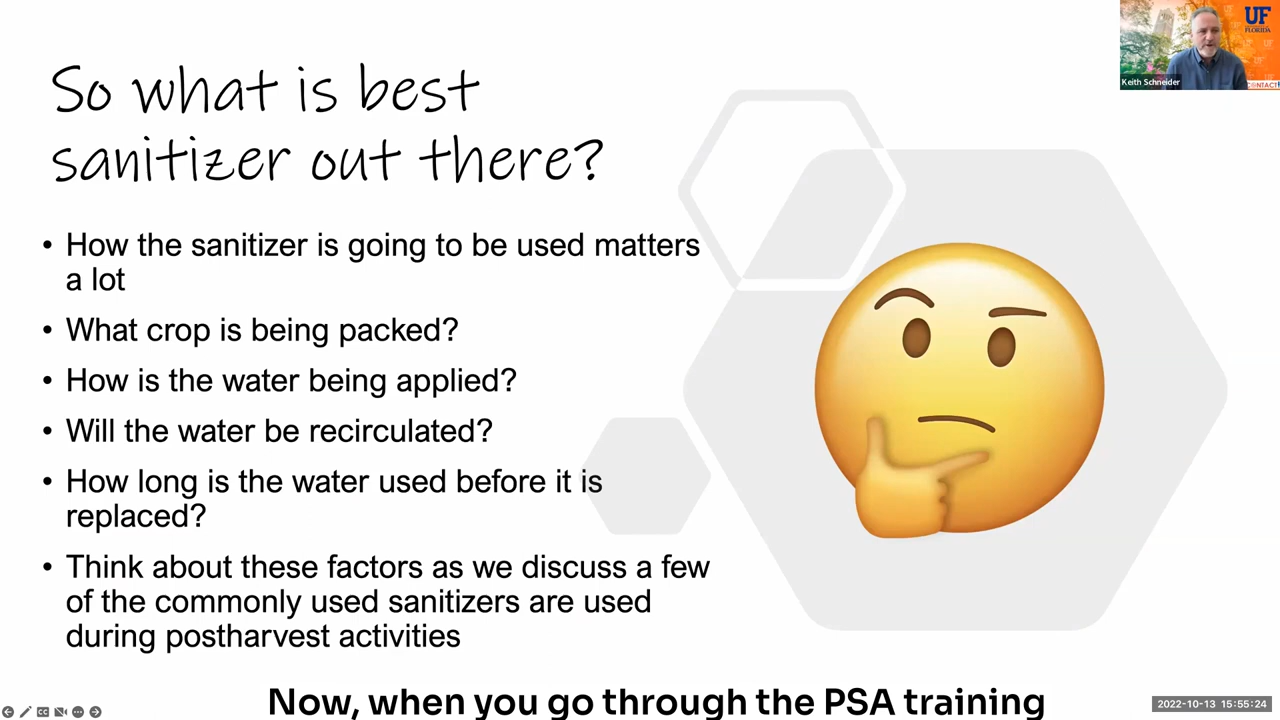 So what is best
sanitizer out there?
• How the sanitizer is going to be used matters
a lot
• What crop is being packed?
• How is the water being applied?
• Will the water be recirculated?
• How long is the water used before it is
replaced?
• Think about these factors as we discuss a few
of the commonly used sanitizers are used
during postharvest activities
UF
FLORIDA
Keith Schneider
CONTACT!
Now, when you go through the PSA training
2022-10-13 15:55:24